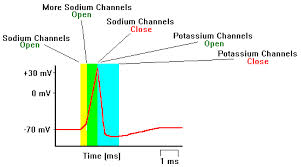 More Sodium Channels
Open
Sodium Channels
Close
Sodium Channels
Open
Potassium Channels
Open
Potassium Channels
Close
+30 mV
0 mV
-70 mV
Time (ms)
1 ms